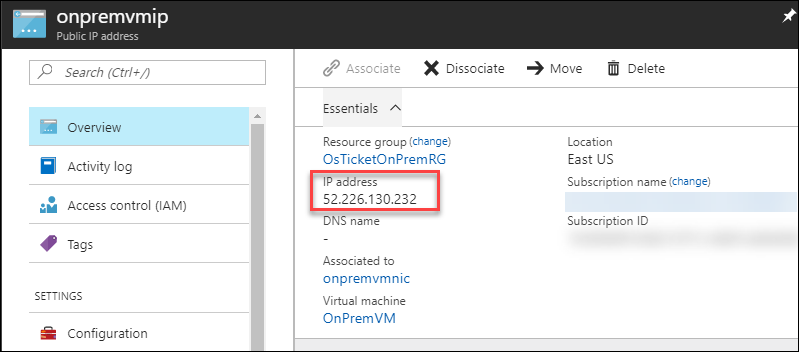 onpremvmip
Public IP address
Search (Ctrl+/)
Overview
Activity log
Access control (IAM)
Tags
SETTINGS
Configuration
Associate
Dissociate
Move
Delete
Essentials
Resource group (change)
OsTicketOnPremRG
IP address
52.226.130.232
DNS name
-
Associated to
onpremvmnic
Virtual machine
OnPremVM
Location
East US
Subscription name (change)
Subscription ID